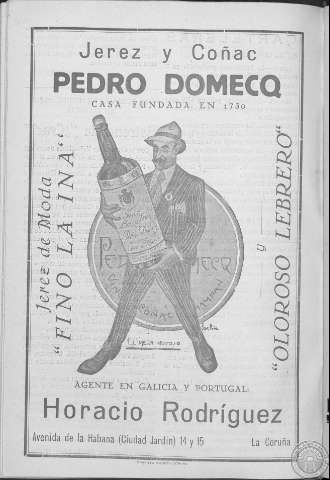 Jerez y Coñac
PEDRO DOMECQ
CASA FUNDADA EN 1730
Jerez de Moda
"FINO LA INA"
y
"OLOROSO LEBRERO"
AGENTE EN GALICIA Y PORTUGAL:
Horacio Rodríguez
Avenida de la Habana (Ciudad Jardín) 14 y 15
La Coruña